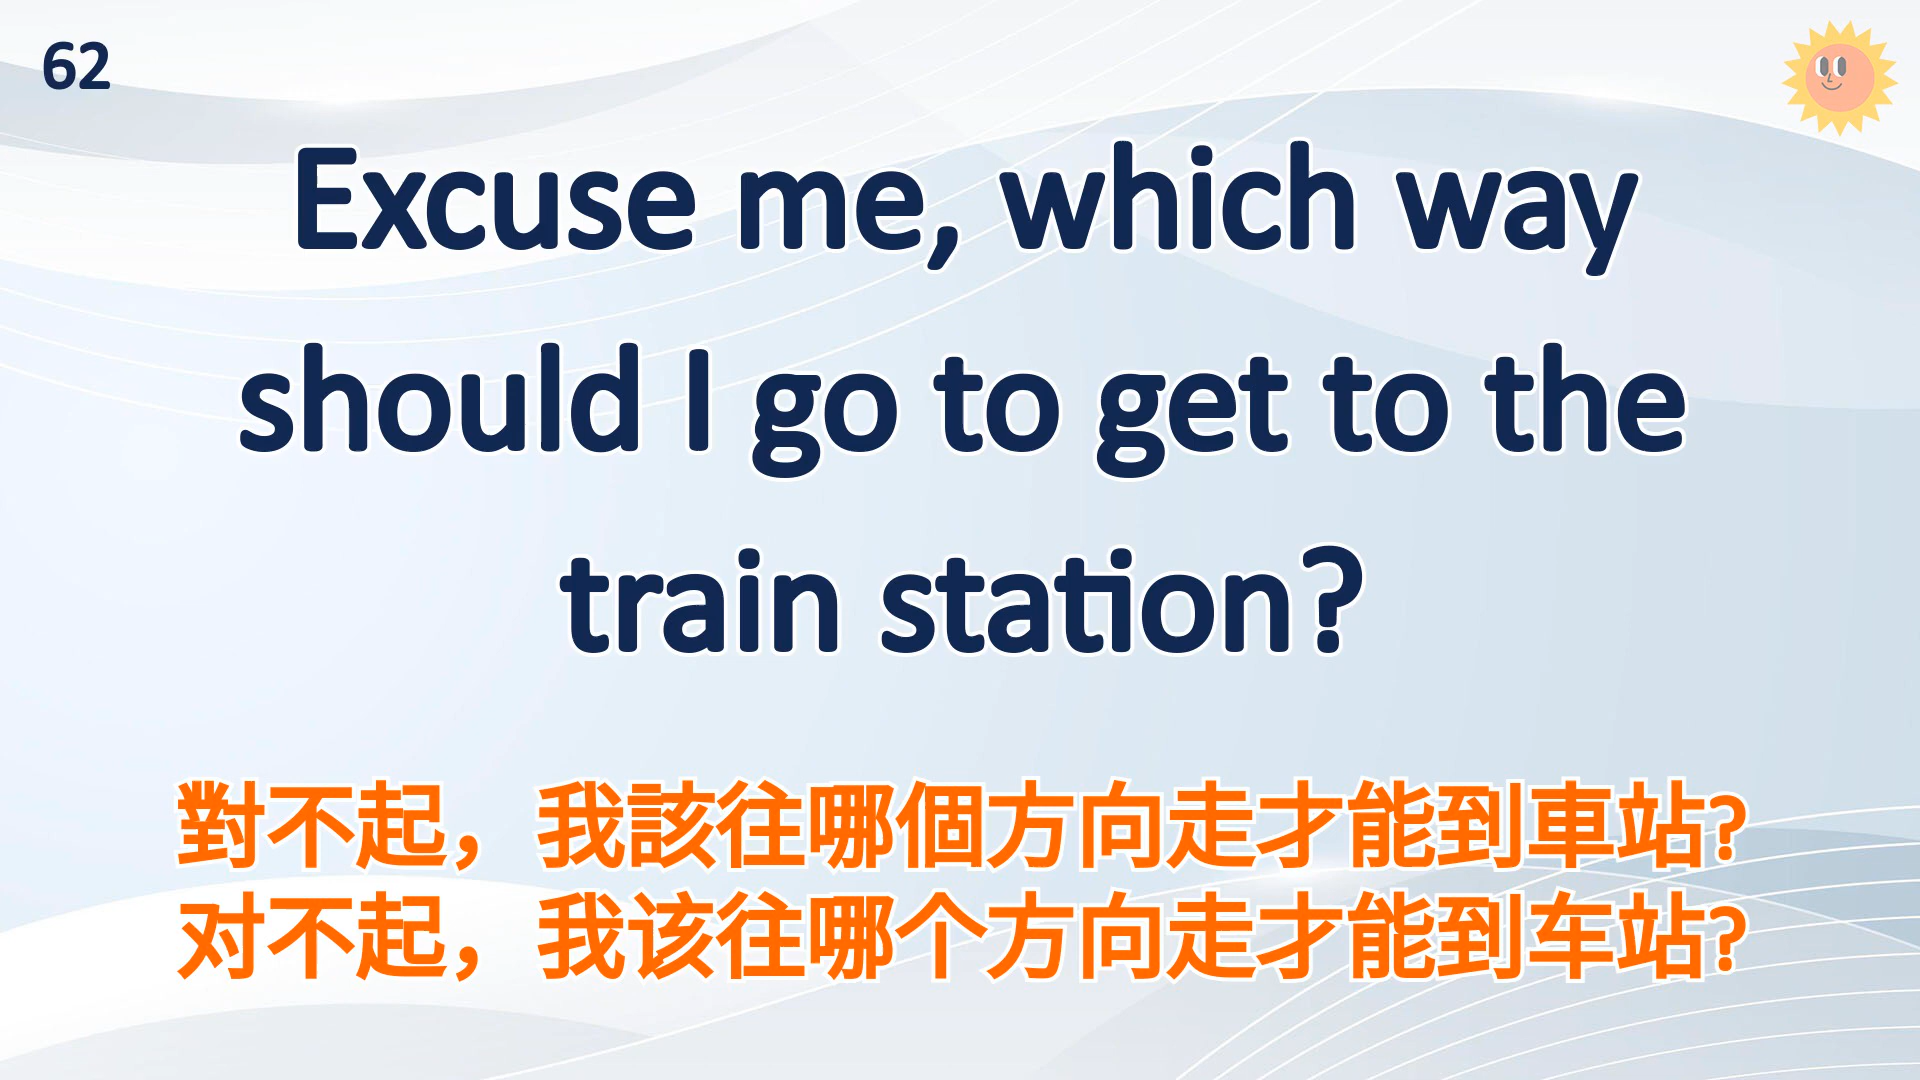 62
Excuse me, which way
should I go to get to the
train station?
對不起，我該往哪個方向走才能到車站?
对不起，我该往哪个方向走才能到车站?